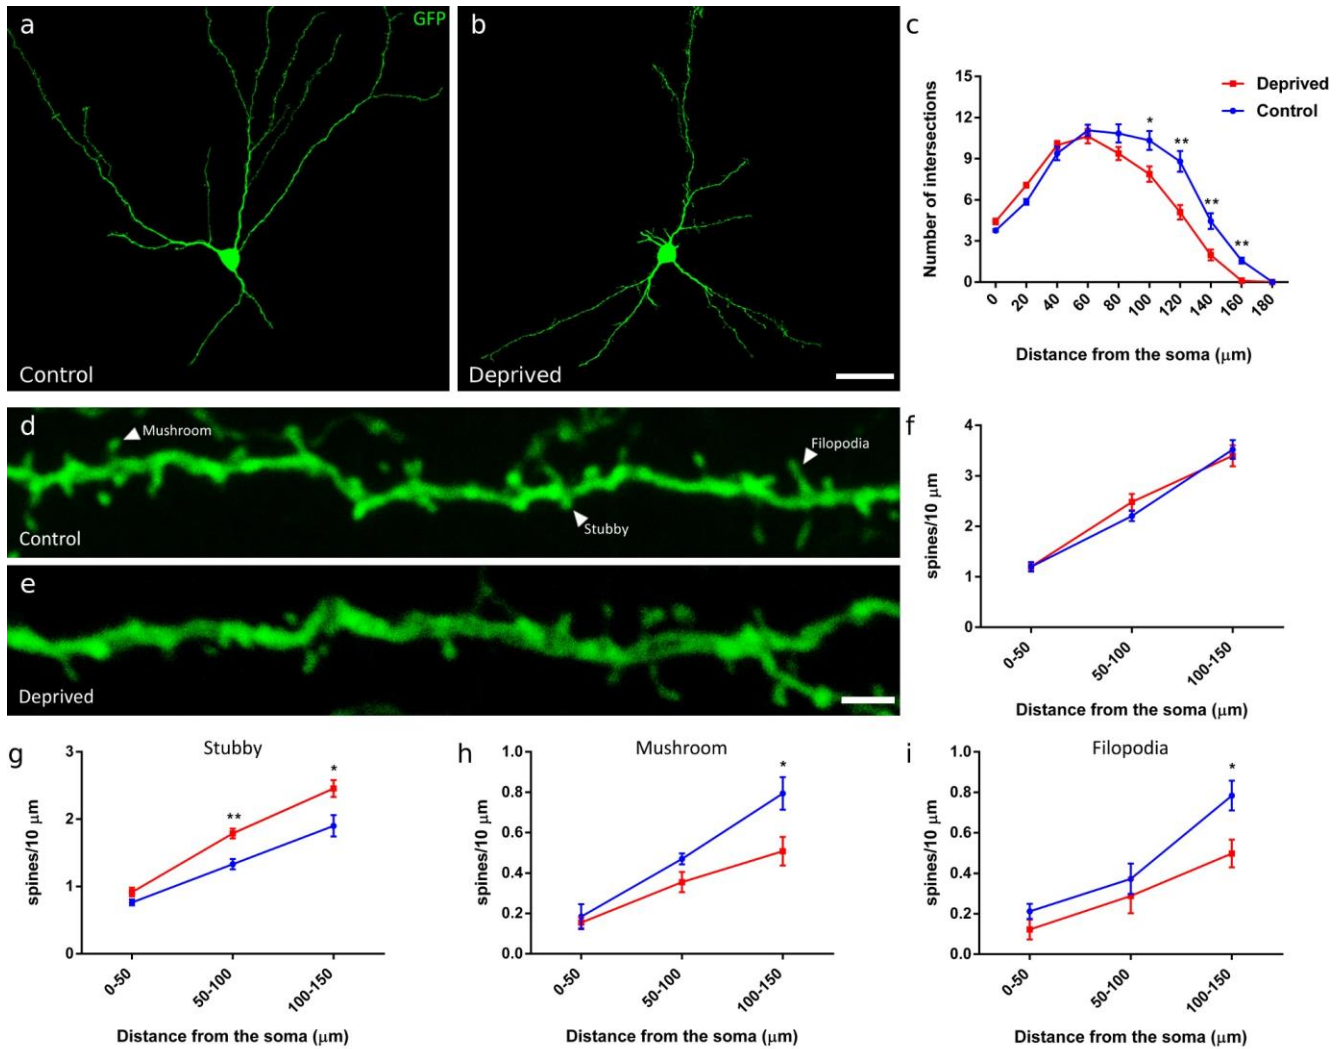 a
GFP
Control
b
Deprived
c
Number of intersections
15
12
9
6
3
0
Deprived
Control
*
**
**
**
0
20
40
60
80
100
120
140
160
180
Distance from the soma (μm)
d
Mushroom
Filopodia
Stubby
Control
e
Deprived
f
spines/10 μm
4
3
2
1
0
0-50
50-100
100-150
Distance from the soma (μm)
g
Stubby
spines/10 μm
3
2
1
0
**
*
0-50
50-100
100-150
Distance from the soma (μm)
h
Mushroom
spines/10 μm
1.0
0.8
0.6
0.4
0.2
0.0
*
0-50
50-100
100-150
Distance from the soma (μm)
i
Filopodia
spines/10 μm
1.0
0.8
0.6
0.4
0.2
0.0
*
0-50
50-100
100-150
Distance from the soma (μm)